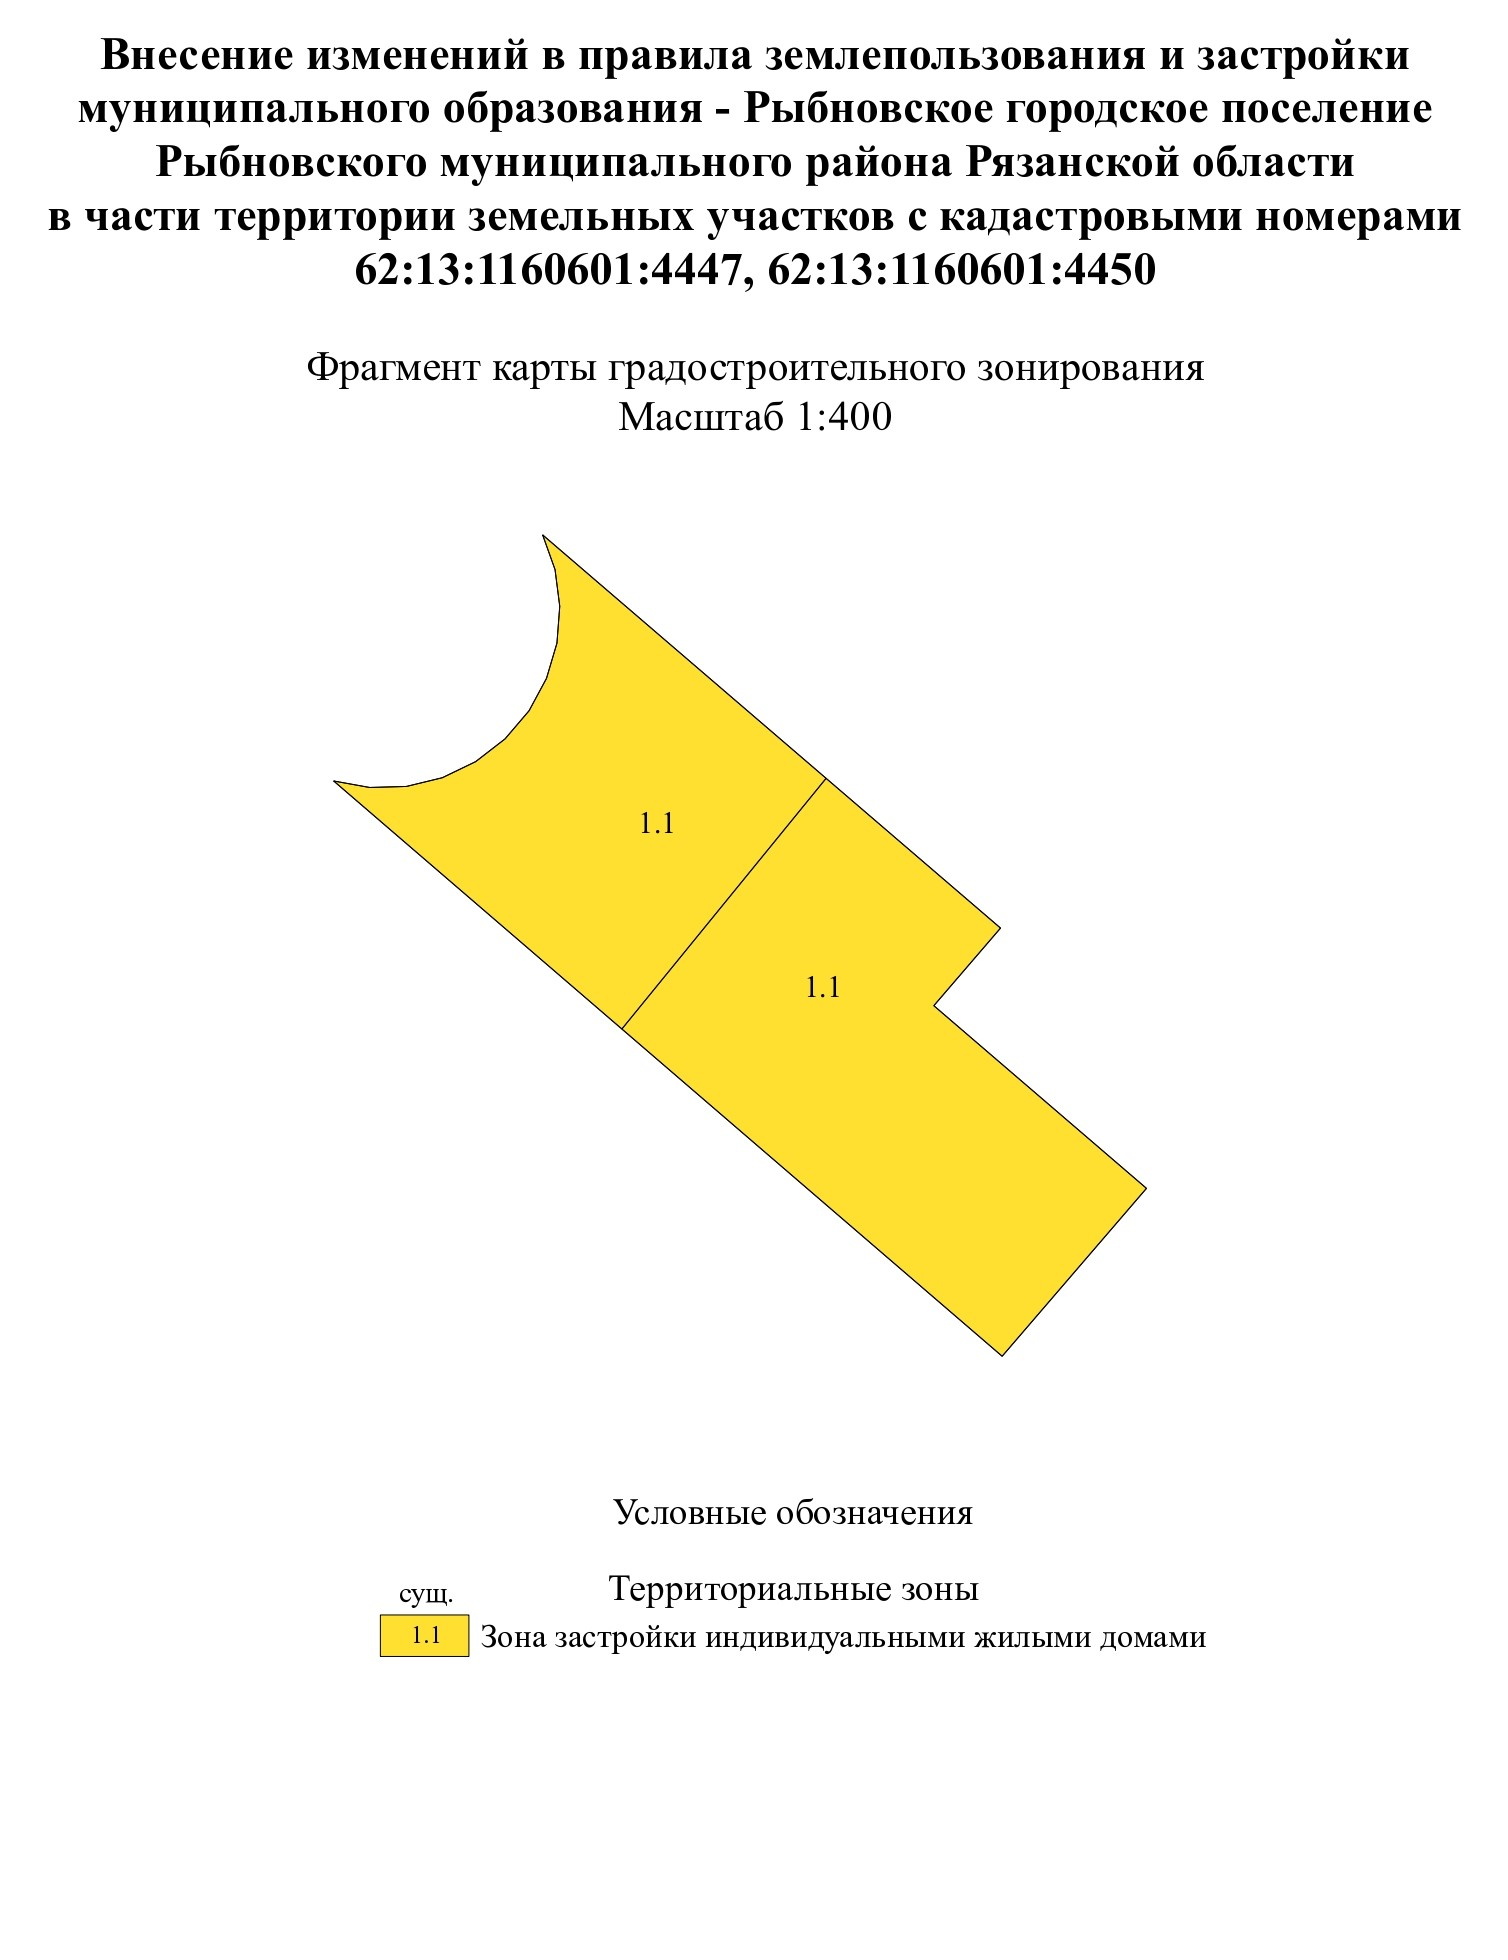 Внесение изменений в правила землепользования и застройки
муниципального образования - Рыбновское городское поселение
Рыбновского муниципального района Рязанской области
в части территории земельных участков с кадастровыми номерами
62:13:1160601:4447, 62:13:1160601:4450
Фрагмент карты градостроительного зонирования
Масштаб 1:400
1.1
1.1
Условные обозначения
Территориальные зоны
сущ.
1.1 Зона застройки индивидуальными жилыми домами